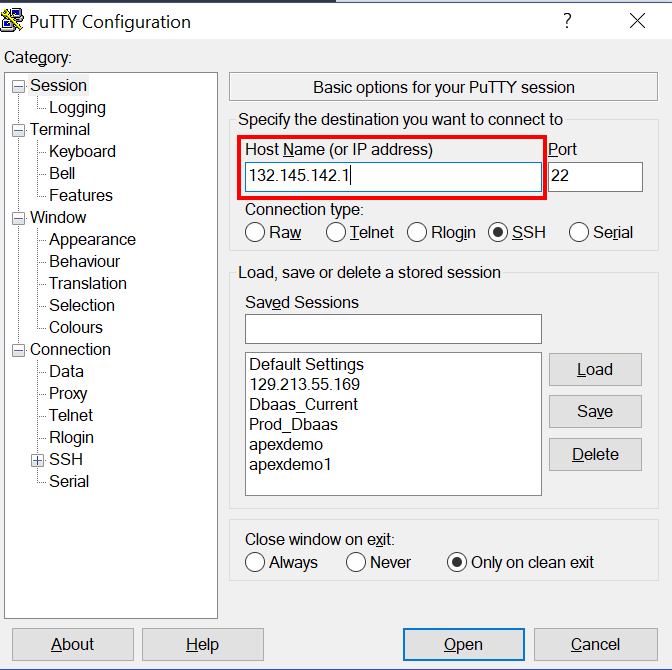 PuTTY Configuration
?
Category:
Session
Logging
Terminal
Keyboard
Bell
Features
Window
Appearance
Behaviour
Translation
Selection
Colours
Connection
Data
Proxy
Telnet
Rlogin
SSH
Serial
Basic options for your PuTTY session
Specify the destination you want to connect to
Host Name (or IP address) Port
132.145.142.1 22
Connection type:
Raw Telnet Rlogin SSH Serial
Load, save or delete a stored session
Saved Sessions
Default Settings
129.213.55.169
Dbaas_Current
Prod_Dbaas
apexdemo
apexdemo1
Load
Save
Delete
Close window on exit:
Always Never Only on clean exit
About Help Open Cancel